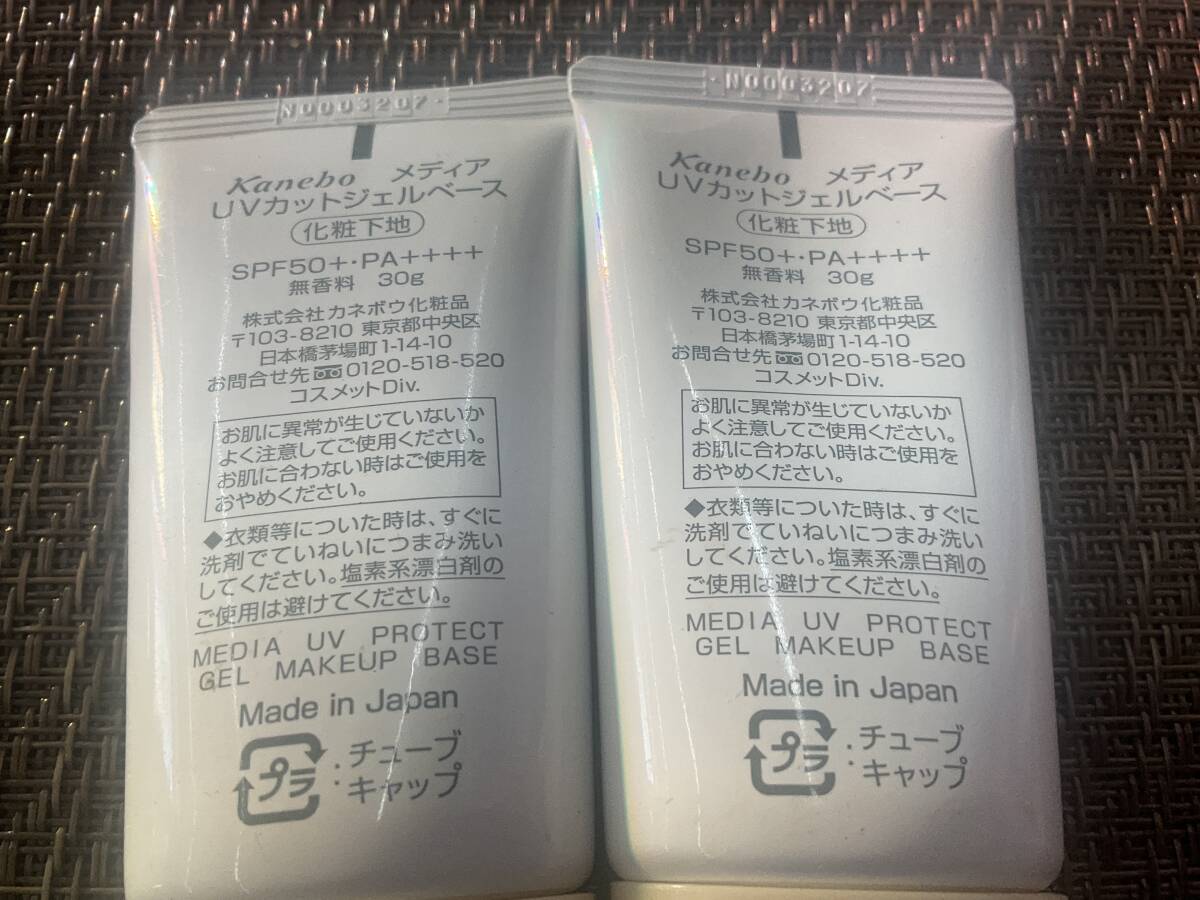 N0003207
Kanebo メディア
UVカットジェルベース
化粧下地
SPF50+・PA++++
無香料 30g
株式会社カネボウ化粧品
〒103-8210 東京都中央区
日本橋茅場町1-14-10
お問合せ先 0120-518-520
コスメットDiv.
お肌に異常が生じていないか
よく注意してご使用ください。
お肌に合わない時はご使用を
おやめください。
◆衣類等についた時は、すぐに
洗剤でていねいにつまみ洗い
してください。塩素系漂白剤の
ご使用は避けてください。
MEDIA UV PROTECT
GEL MAKEUP BASE
Made in Japan
プラ
:チューブ
:キャップ
N0003207
Kanebo メディア
UVカットジェルベース
化粧下地
SPF50+・PA++++
無香料 30g
株式会社カネボウ化粧品
〒103-8210 東京都中央区
日本橋茅場町1-14-10
お問合せ先 0120-518-520
コスメットDiv.
お肌に異常が生じていないか
よく注意してご使用ください。
お肌に合わない時はご使用を
おやめください。
◆衣類等についた時は、すぐに
洗剤でていねいにつまみ洗い
してください。塩素系漂白剤の
ご使用は避けてください。
MEDIA UV PROTECT
GEL MAKEUP BASE
Made in Japan
プラ
:チューブ
:キャップ